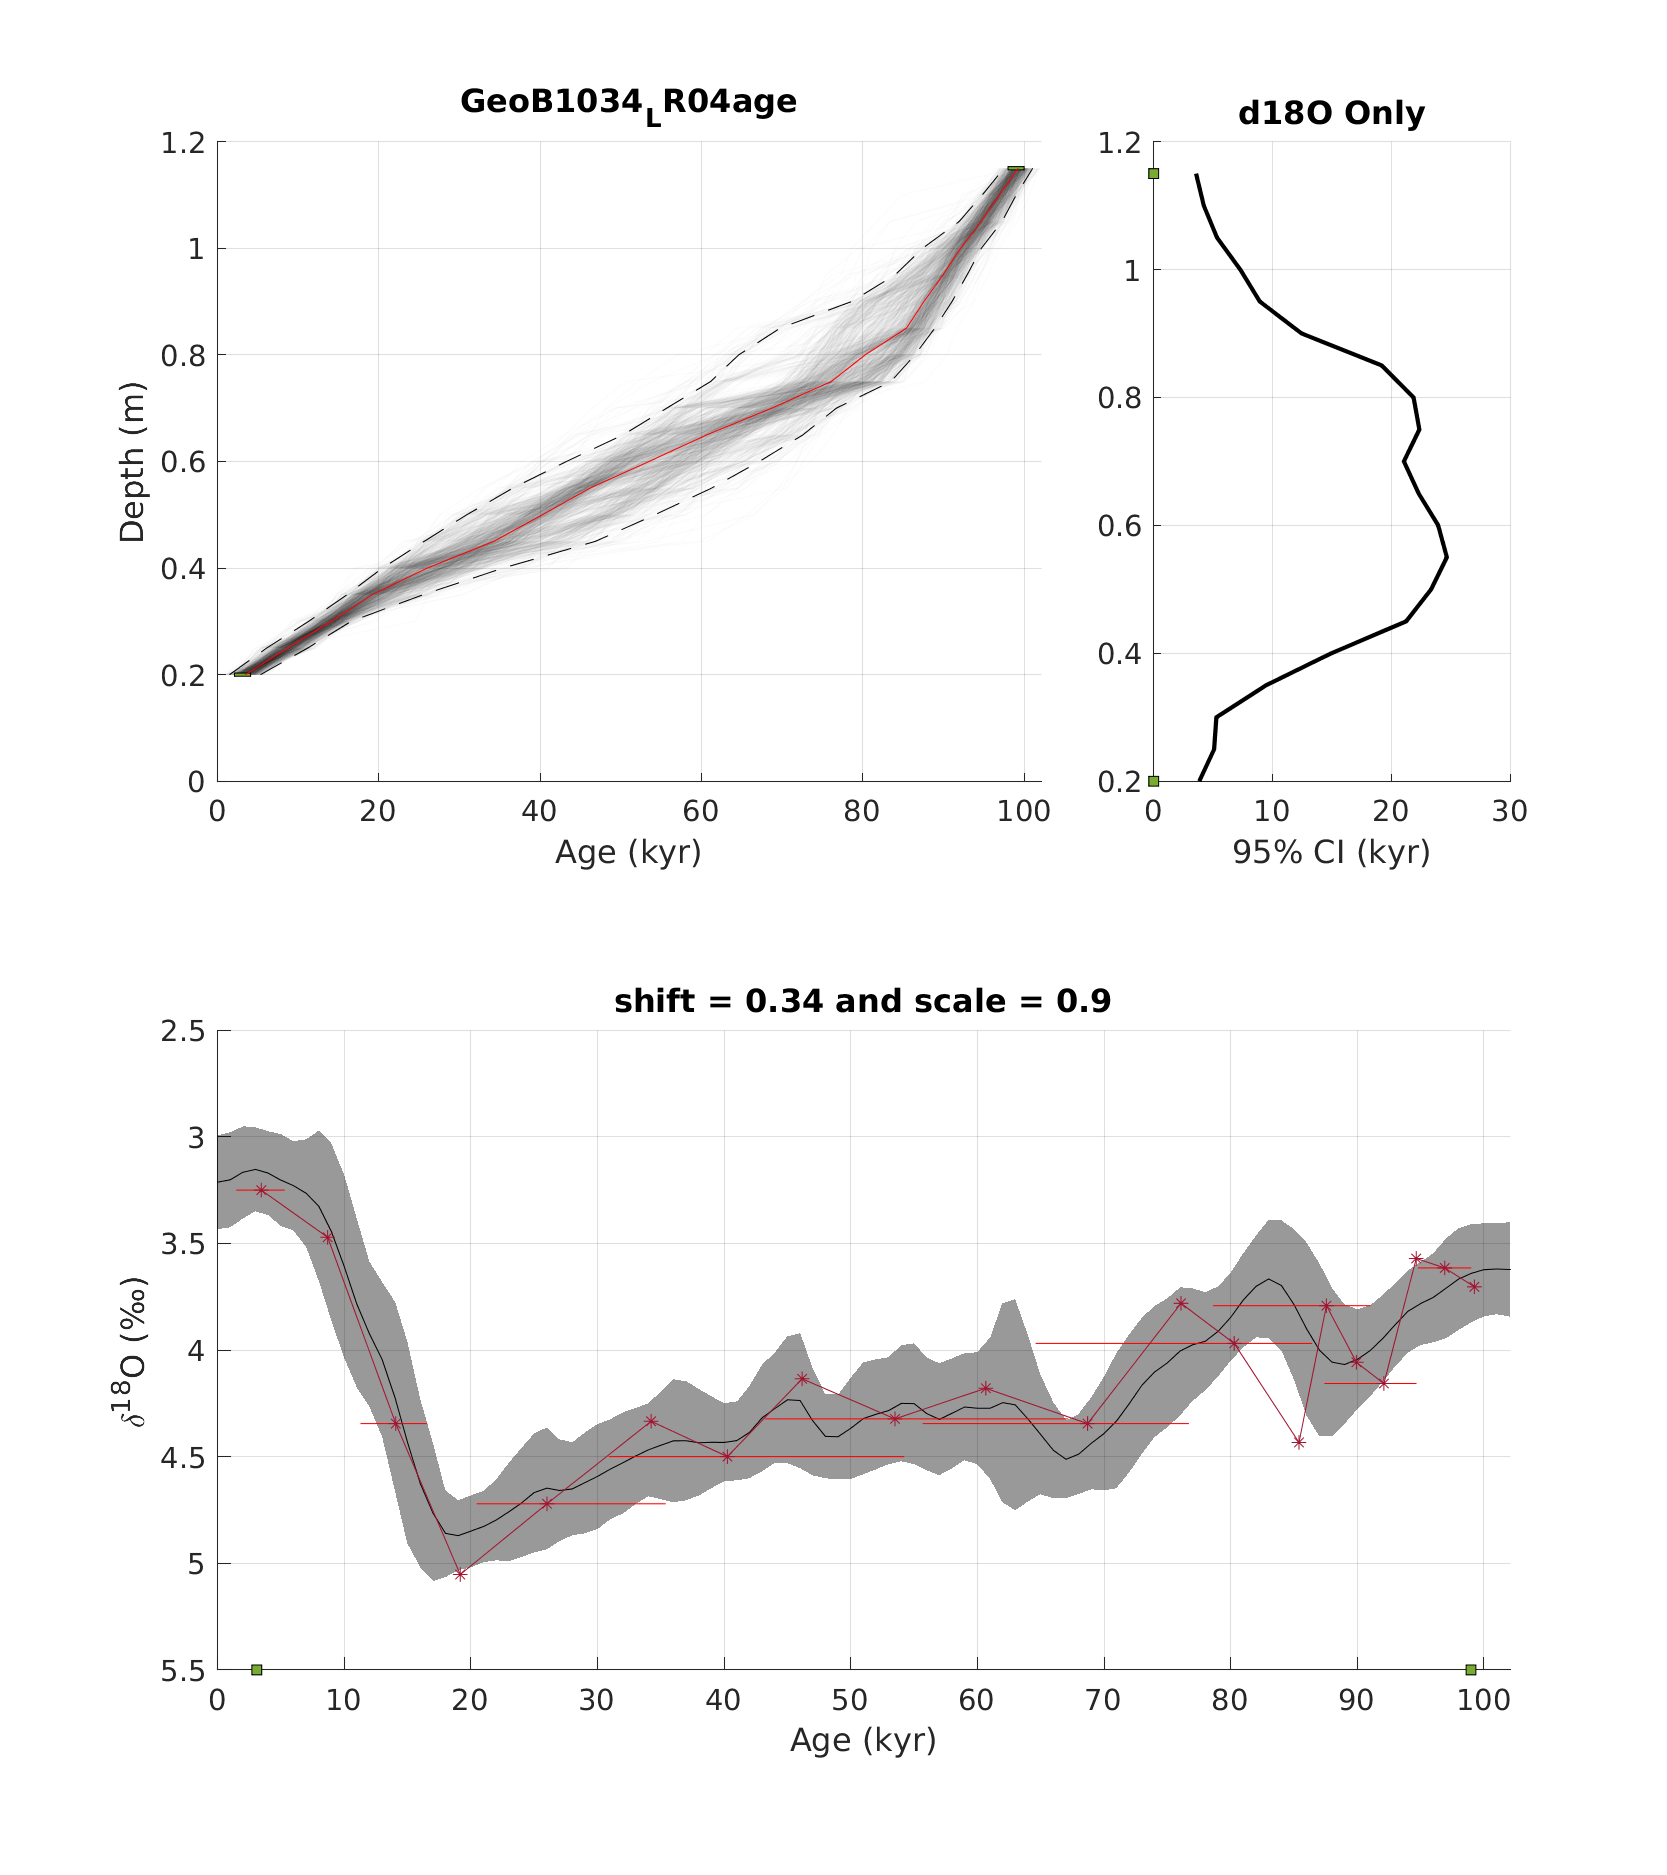 GeoB1034_LR04age
1.2
1
0.8
0.6
0.4
0.2
0
Depth (m)
0 20 40 60 80 100
Age (kyr)
d18O Only
1.2
1
0.8
0.6
0.4
0.2
0 10 20 30
95% CI (kyr)
shift = 0.34 and scale = 0.9
2.5
3
3.5
4
4.5
5
5.5
δ18O (‰)
0 10 20 30 40 50 60 70 80 90 100
Age (kyr)